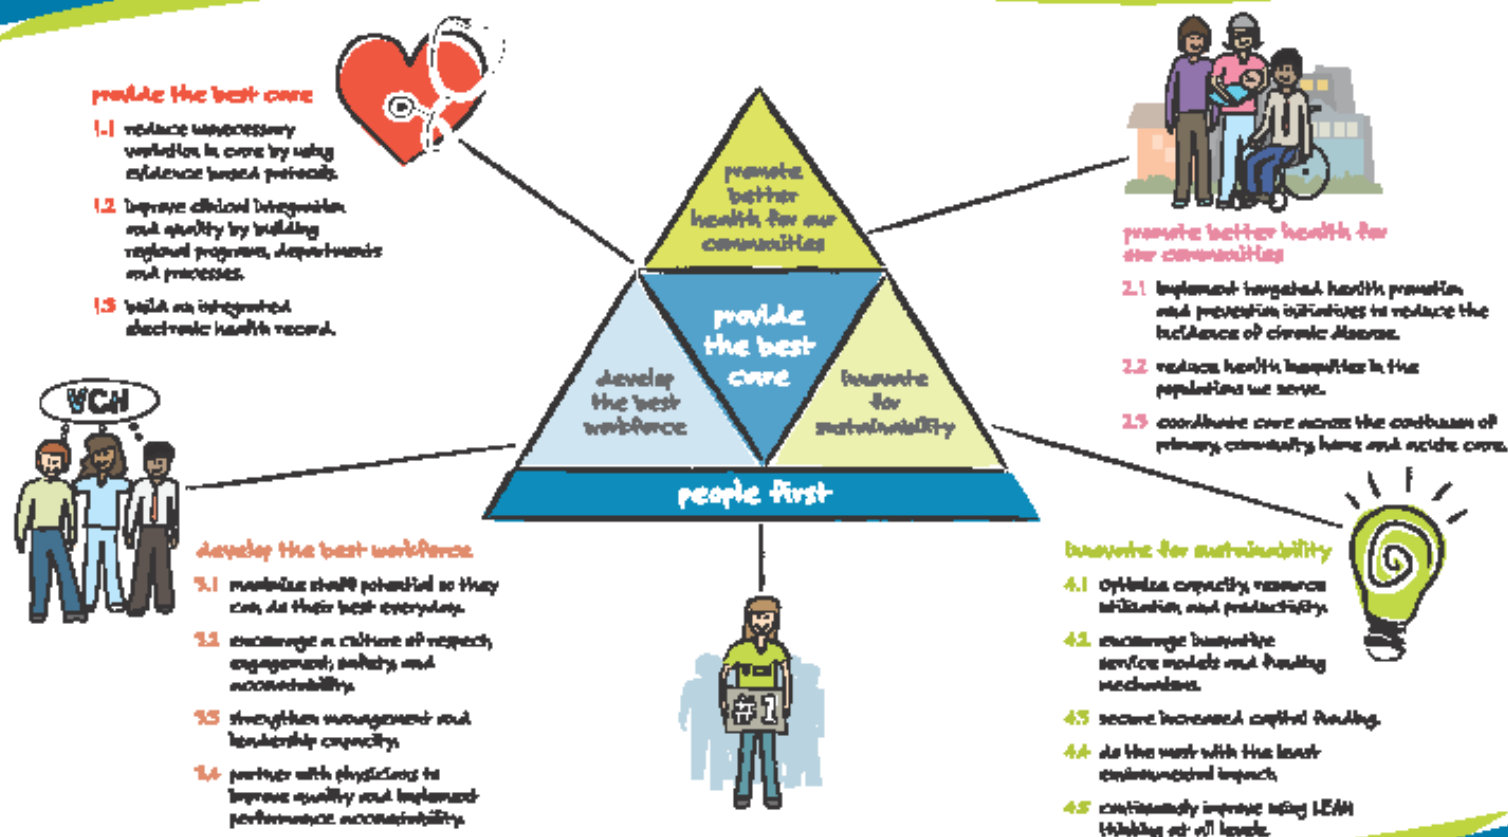 provide the best care
1.1 reduce unnecessary
variation in care by using
evidence based protocols.
1.2 improve clinical integration
and quality by building
regional programs, departments
and processes.
1.3 build an integrated
electronic health record.
promote
better
health for our
communities
provide
the best
care
develop
the best
workforce
innovate
for
sustainability
people first
promote better health for
our communities
2.1 implement targeted health promotion
and prevention initiatives to reduce the
incidence of chronic disease.
2.2 reduce health inequities in the
populations we serve.
2.3 coordinate care across the continuum of
primary, community, home and acute care.
VCH
develop the best workforce
3.1 maximize staff potential so they
can do their best everyday.
3.2 encourage a culture of respect,
engagement, safety, and
accountability.
3.3 strengthen management and
leadership capacity.
3.4 partner with physicians to
improve quality and implement
performance accountability.
#1
innovate for sustainability
4.1 Optimize capacity, resource
utilization and productivity.
4.2 encourage innovative
service models and funding
mechanisms.
4.3 secure increased capital funding.
4.4 do the most with the least
environmental impact.
4.5 continuously improve using LEAN
thinking at all levels.